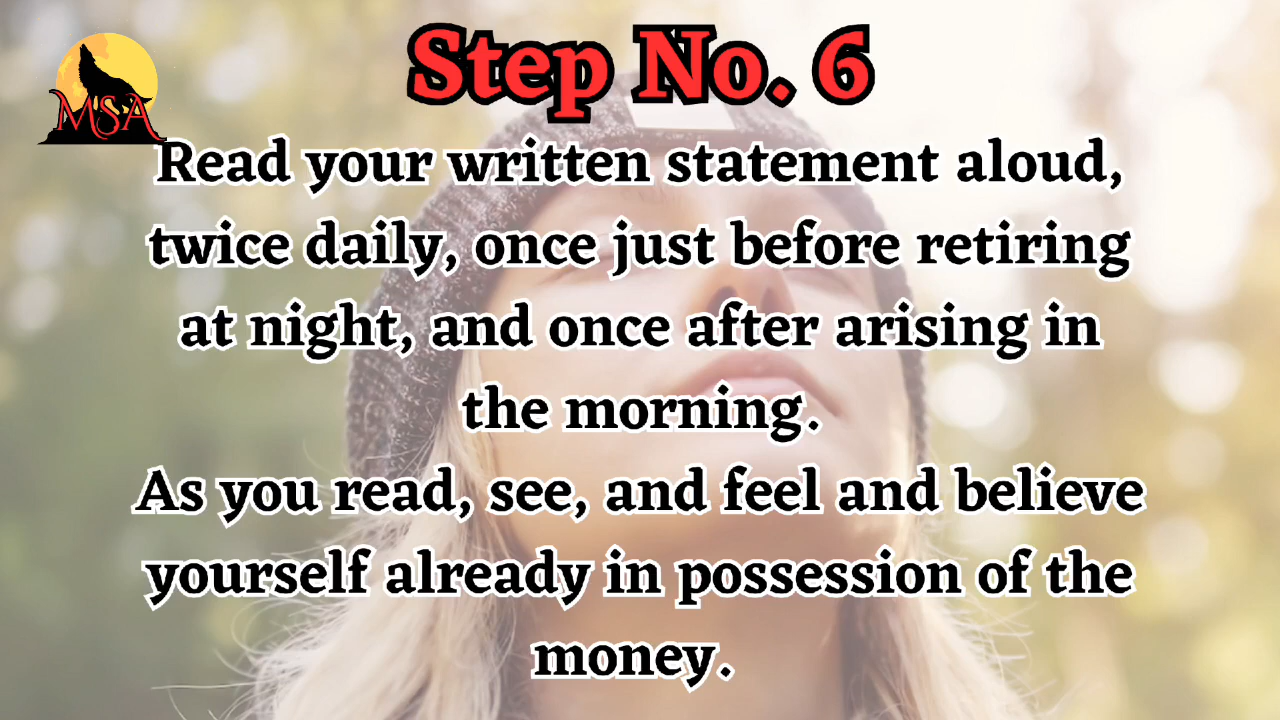 Step No. 6
MSA
Read your written statement aloud,
twice daily, once just before retiring
at night, and once after arising in
the morning.
As you read, see, and feel and believe
yourself already in possession of the
money.